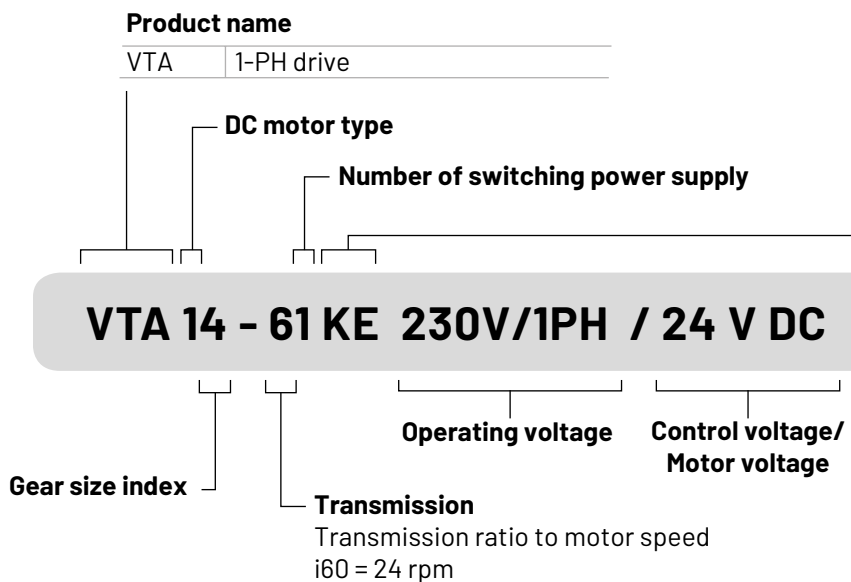 Product name
VTA 1-PH drive
DC motor type
Number of switching power supply
VTA 14 - 61 KE 230V/1PH / 24 V DC
Operating voltage
Control voltage/
Motor voltage
Gear size index
Transmission
Transmission ratio to motor speed
i60 = 24 rpm